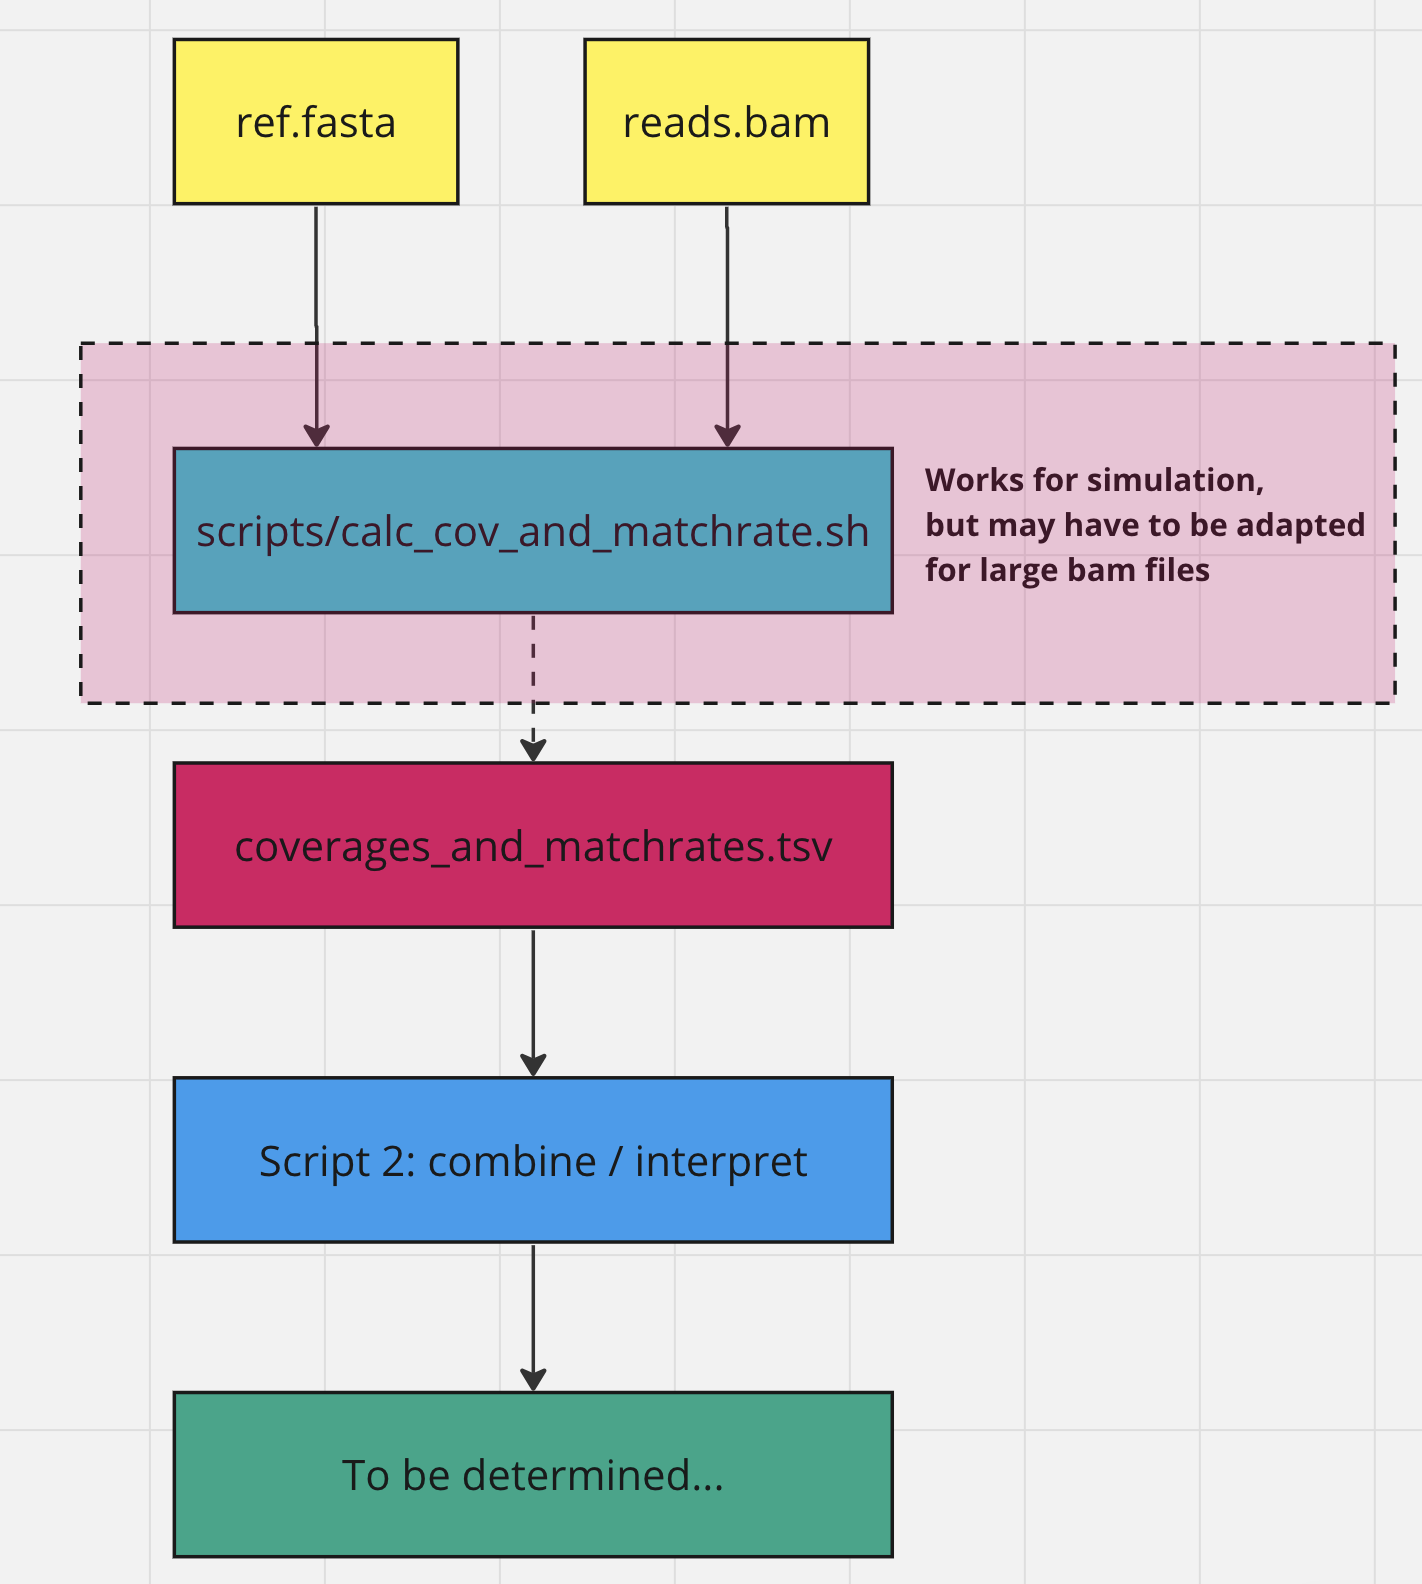 ref.fasta
reads.bam
scripts/calc_cov_and_matchrate.sh
Works for simulation,
but may have to be adapted
for large bam files
coverages_and_matchrates.tsv
Script 2: combine / interpret
To be determined...